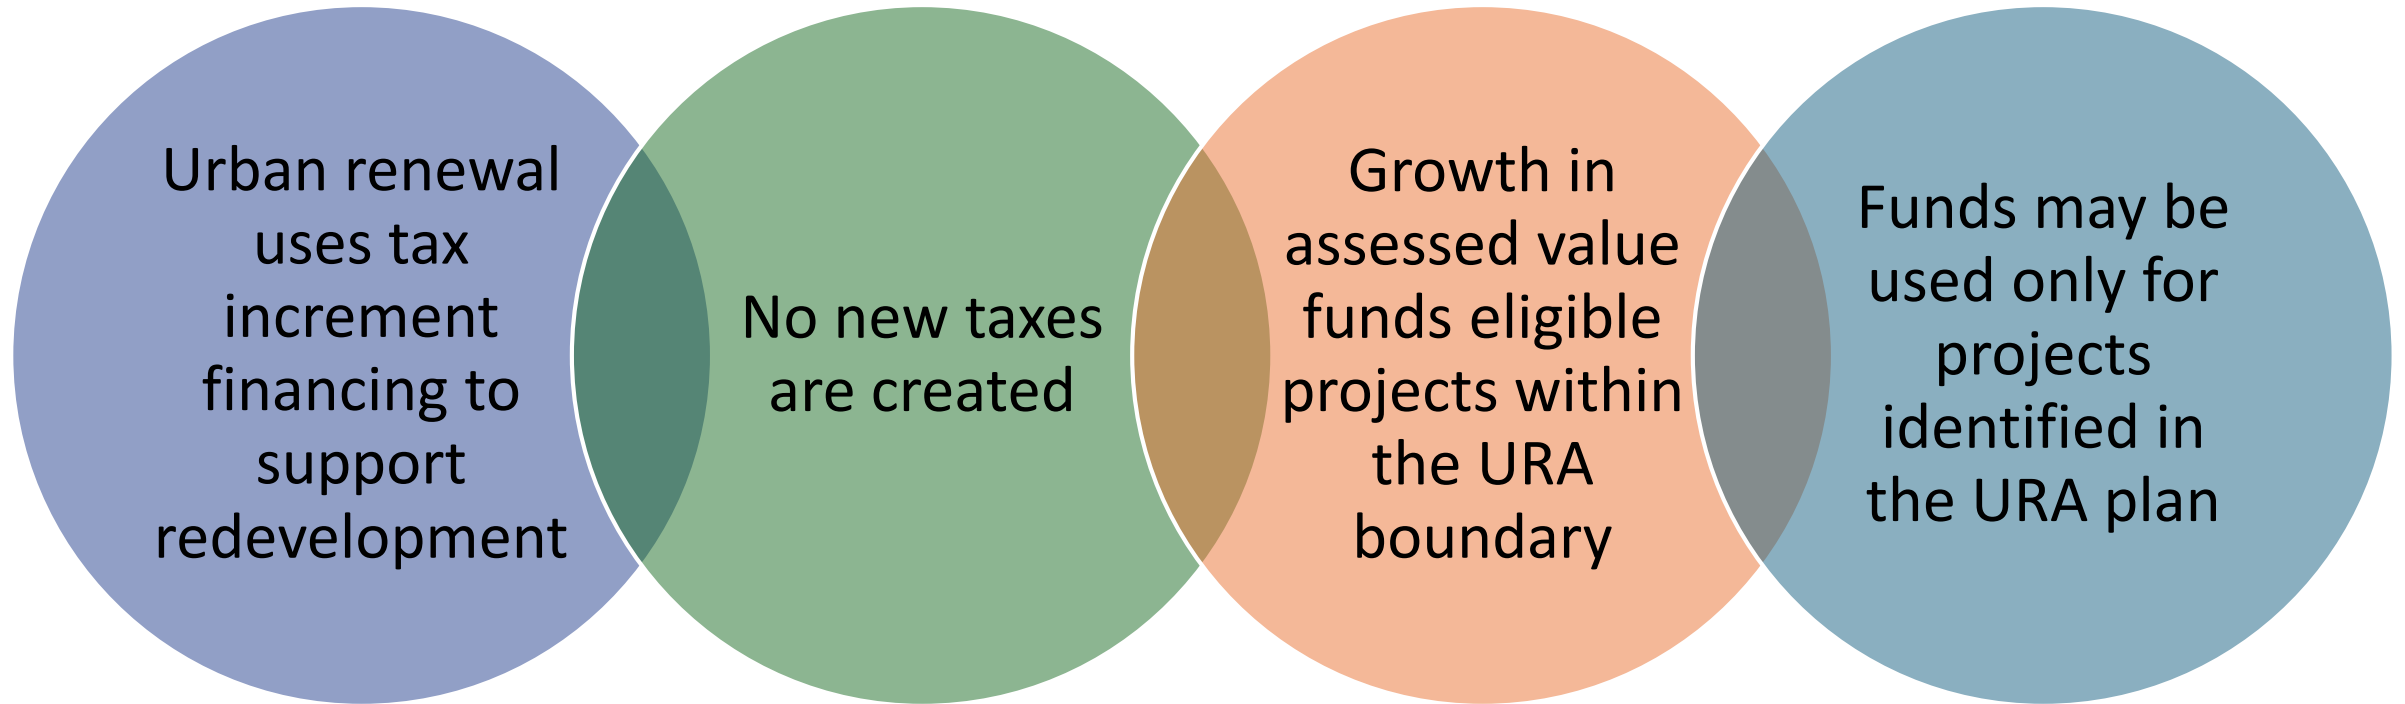 Urban renewal
uses tax
increment
financing to
support
redevelopment
No new taxes
are created
Growth in
assessed value
funds eligible
projects within
the URA
boundary
Funds may be
used only for
projects
identified in
the URA plan